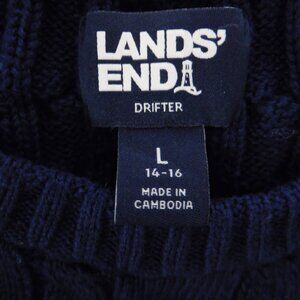 LANDS'
END
DRIFTER
L
14-16
MADE IN
CAMBODIA